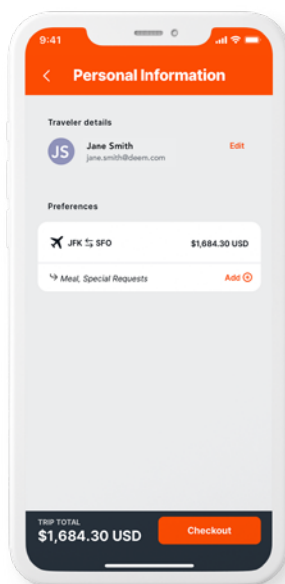 9:41
Personal Information
Traveler details
JS
Jane Smith
Edit
jane.smith@deem.com
Preferences
JFK ⇆ SFO
$1,684.30 USD
Meal, Special Requests
Add
TRIP TOTAL
$1,684.30 USD
Checkout